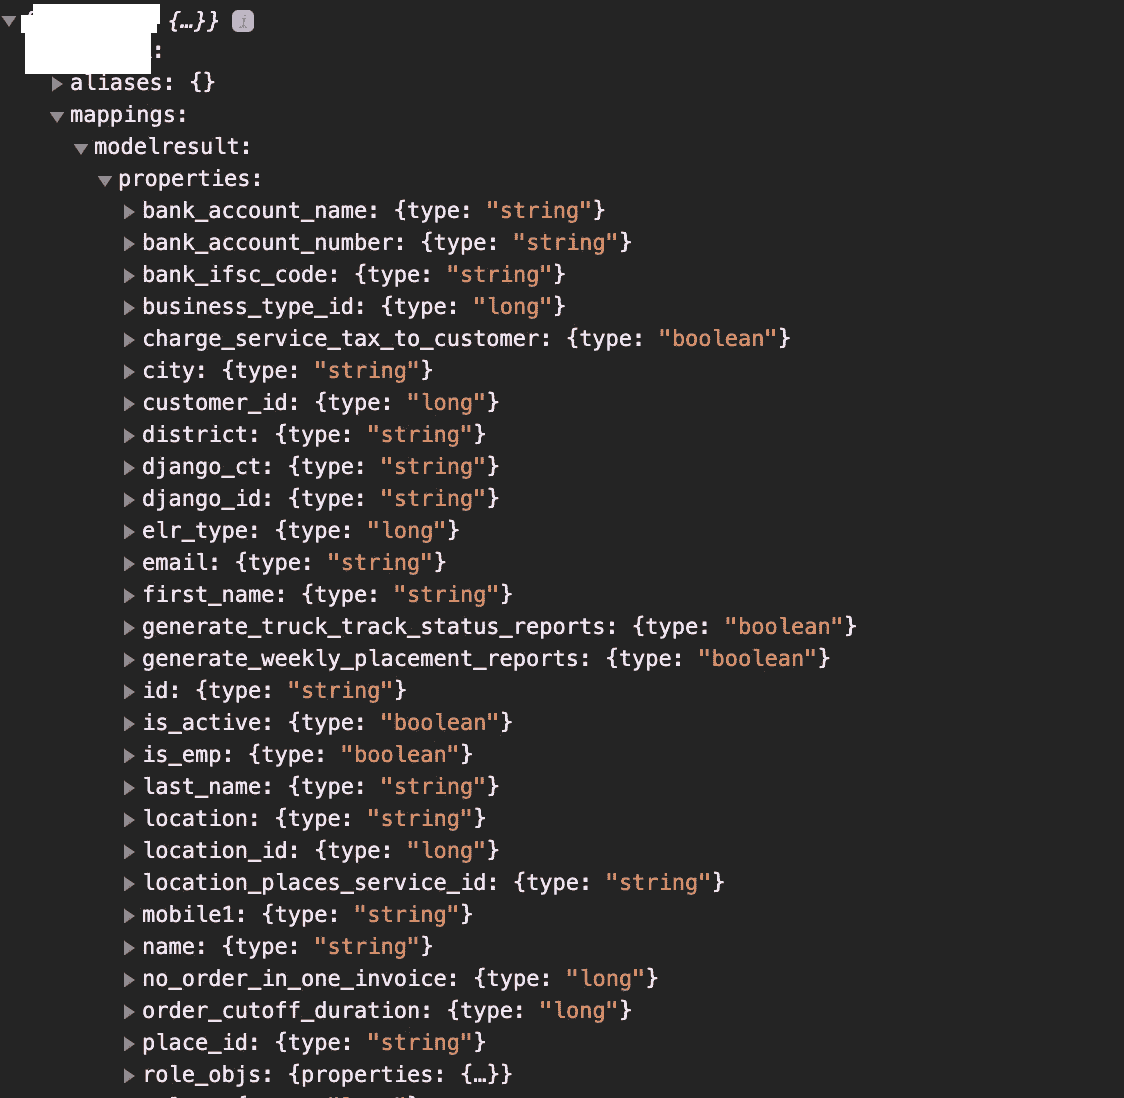 {…}}
:
aliases: {}
mappings:
modelresult:
properties:
bank_account_name: {type: "string"}
bank_account_number: {type: "string"}
bank_ifsc_code: {type: "string"}
business_type_id: {type: "long"}
charge_service_tax_to_customer: {type: "boolean"}
city: {type: "string"}
customer_id: {type: "long"}
district: {type: "string"}
django_ct: {type: "string"}
django_id: {type: "string"}
elr_type: {type: "long"}
email: {type: "string"}
first_name: {type: "string"}
generate_truck_track_status_reports: {type: "boolean"}
generate_weekly_placement_reports: {type: "boolean"}
id: {type: "string"}
is_active: {type: "boolean"}
is_emp: {type: "boolean"}
last_name: {type: "string"}
location: {type: "string"}
location_id: {type: "long"}
location_places_service_id: {type: "string"}
mobile1: {type: "string"}
name: {type: "string"}
no_order_in_one_invoice: {type: "long"}
order_cutoff_duration: {type: "long"}
place_id: {type: "string"}
role_objs: {properties: {…}}